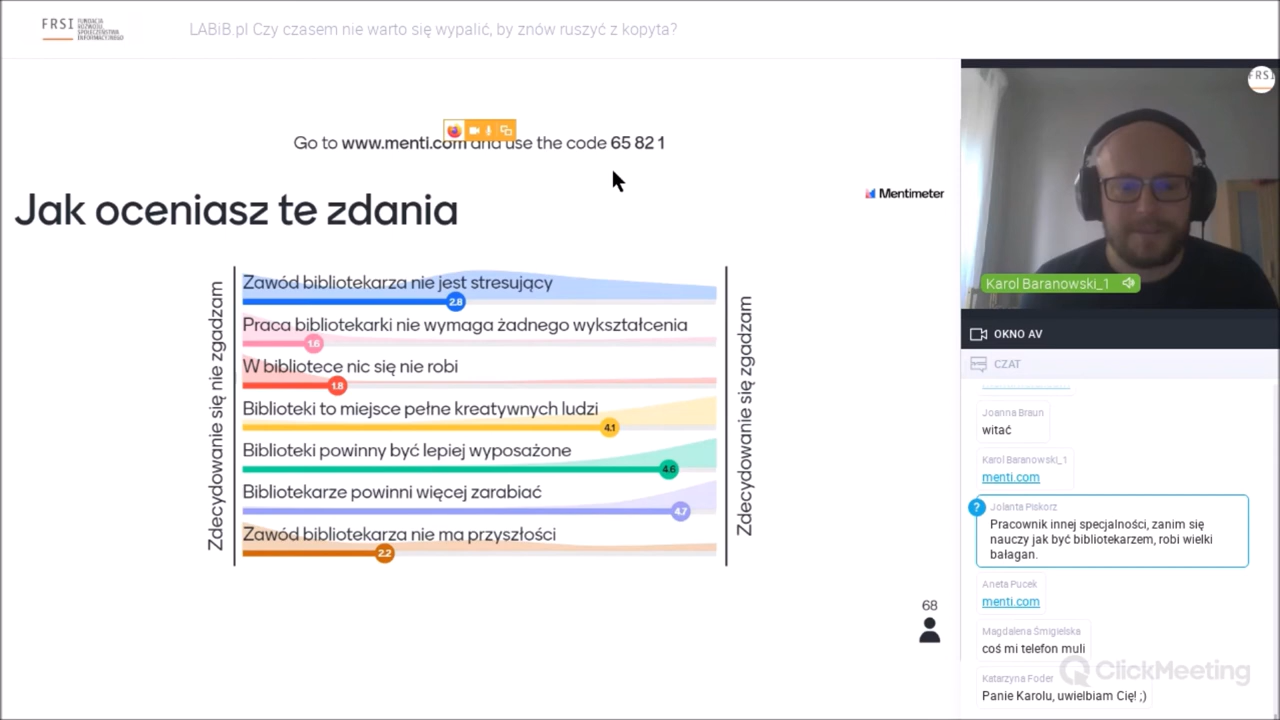 FRSI FUNDACJA
ROZWOJU
SPOŁECZEŃSTWA
INFORMACYJNEGO
LABiB.pl Czy czasem nie warto się wypalić, by znów ruszyć z kopyta?
Go to www.menti.com and use the code 65 82 1
Mentimeter
Jak oceniasz te zdania
Zdecydowanie się nie zgadzam
Zawód bibliotekarza nie jest stresujący
2.8
Praca bibliotekarki nie wymaga żadnego wykształcenia
1.6
W bibliotece nic się nie robi
1.8
Biblioteki to miejsce pełne kreatywnych ludzi
4.1
Biblioteki powinny być lepiej wyposażone
4.6
Bibliotekarze powinni więcej zarabiać
4.7
Zawód bibliotekarza nie ma przyszłości
2.2
Zdecydowanie się zgadzam
68
FRSI
Karol Baranowski_1
OKNO AV
CZAT
Joanna Braun
witać
Karol Baranowski_1
menti.com
?
Jolanta Piskorz
Pracownik innej specjalności, zanim się
nauczy jak być bibliotekarzem, robi wielki
bałagan.
Aneta Pucek
menti.com
Magdalena Śmigielska
coś mi telefon muli
ClickMeeting
Katarzyna Foder
Panie Karolu, uwielbiam Cię! ;)